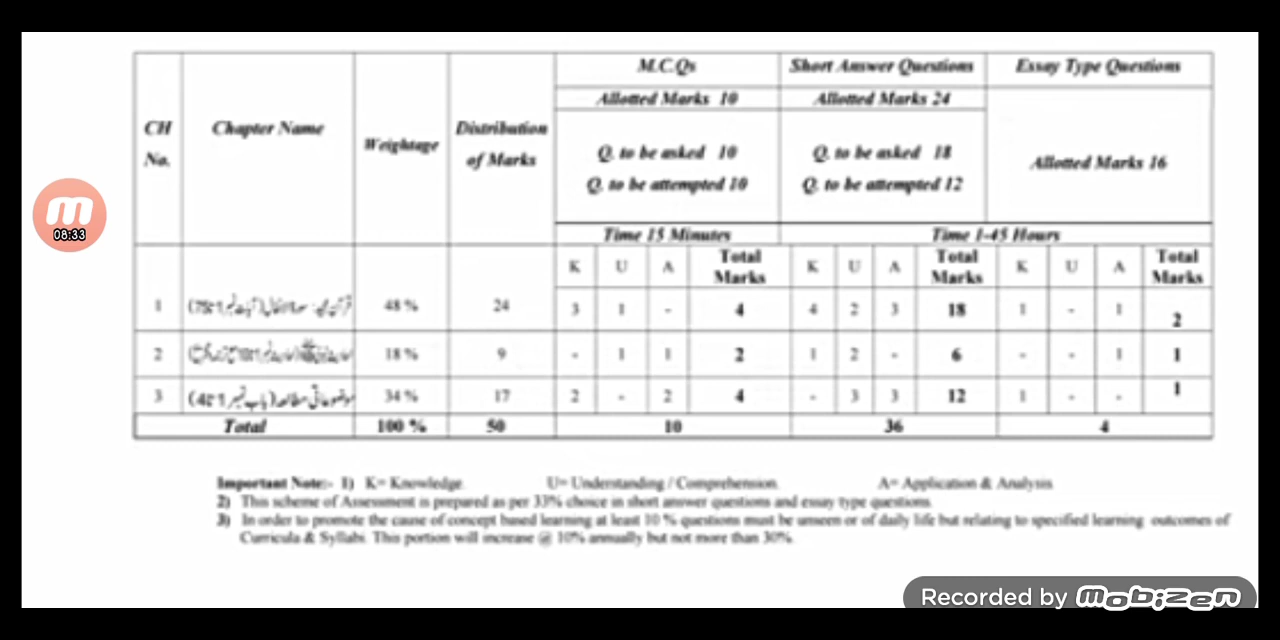 M.C.Qs Short Answer Questions Essay Type Questions
Allotted Marks 10 Allotted Marks 24
CH No. Chapter Name Weightage Distribution of Marks
Q. to be asked 10 Q. to be asked 18 Allotted Marks 16
Q. to be attempted 10 Q. to be attempted 12
Time 15 Minutes Time 1-45 Hours
K U A Total Marks K U A Total Marks K U A Total Marks
1 48 % 24 3 1 - 4 4 2 3 18 1 - 1 2
2 18 % 9 - 1 1 2 1 2 - 6 - - 1 1
3 موضوعاتی مطالعہ (باب نمبر 1 تا 4) 34 % 17 2 - 2 4 - 3 3 12 1 - - 1
Total 100 % 50 10 36 4
Important Note:- 1) K= Knowledge. U= Understanding / Comprehension. A= Application & Analysis
2) This scheme of Assessment is prepared as per 33% choice in short answer questions and essay type questions.
3) In order to promote the cause of concept based learning at least 10 % questions must be unseen or of daily life but relating to specified learning outcomes of
Curricula & Syllabi. This portion will increase @ 10% annually but not more than 30%.
08:33
Recorded by mobizen